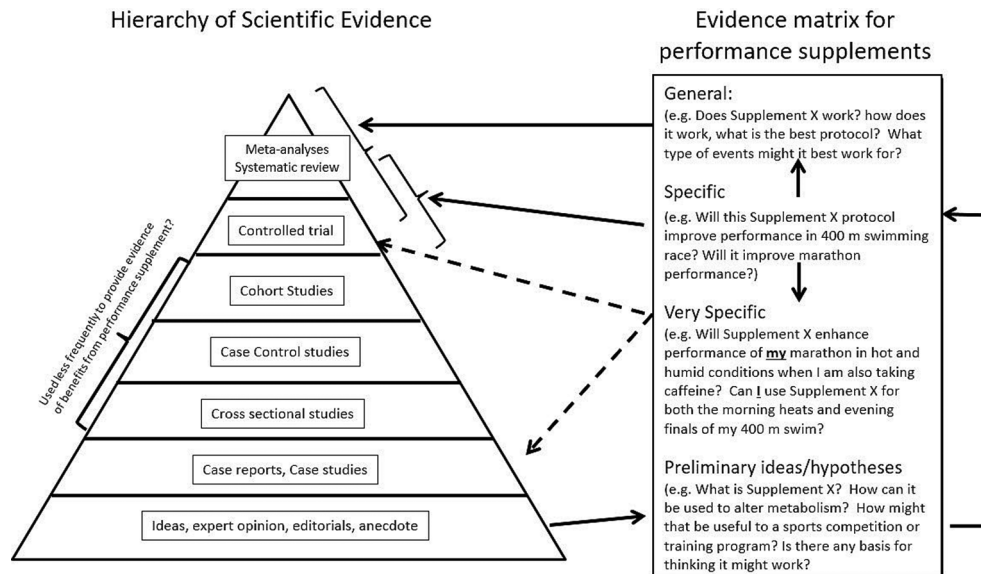 Hierarchy of Scientific Evidence
Meta-analyses
Systematic review
Controlled trial
Cohort Studies
Case Control studies
Cross sectional studies
Case reports, Case studies
Ideas, expert opinion, editorials, anecdote
Used less frequently to provide evidence
of benefits from performance supplement?
Evidence matrix for
performance supplements
General:
(e.g. Does Supplement X work? how does
it work, what is the best protocol? What
type of events might it best work for?
Specific
(e.g. Will this Supplement X protocol
improve performance in 400 m swimming
race? Will it improve marathon
performance?)
Very Specific
(e.g. Will Supplement X enhance
performance of my marathon in hot and
humid conditions when I am also taking
caffeine? Can I use Supplement X for
both the morning heats and evening
finals of my 400 m swim?
Preliminary ideas/hypotheses
(e.g. What is Supplement X? How can it
be used to alter metabolism? How might
that be useful to a sports competition or
training program? Is there any basis for
thinking it might work?